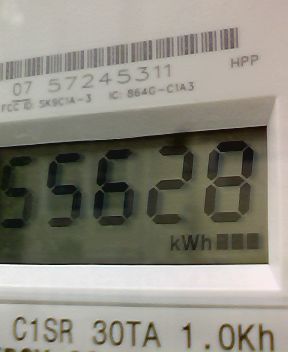 HPP
07 57245311
FCC ID: SK9C1A-3 IC: 864G-C1A3
55628
kWh
C1SR 30TA 1.0Kh